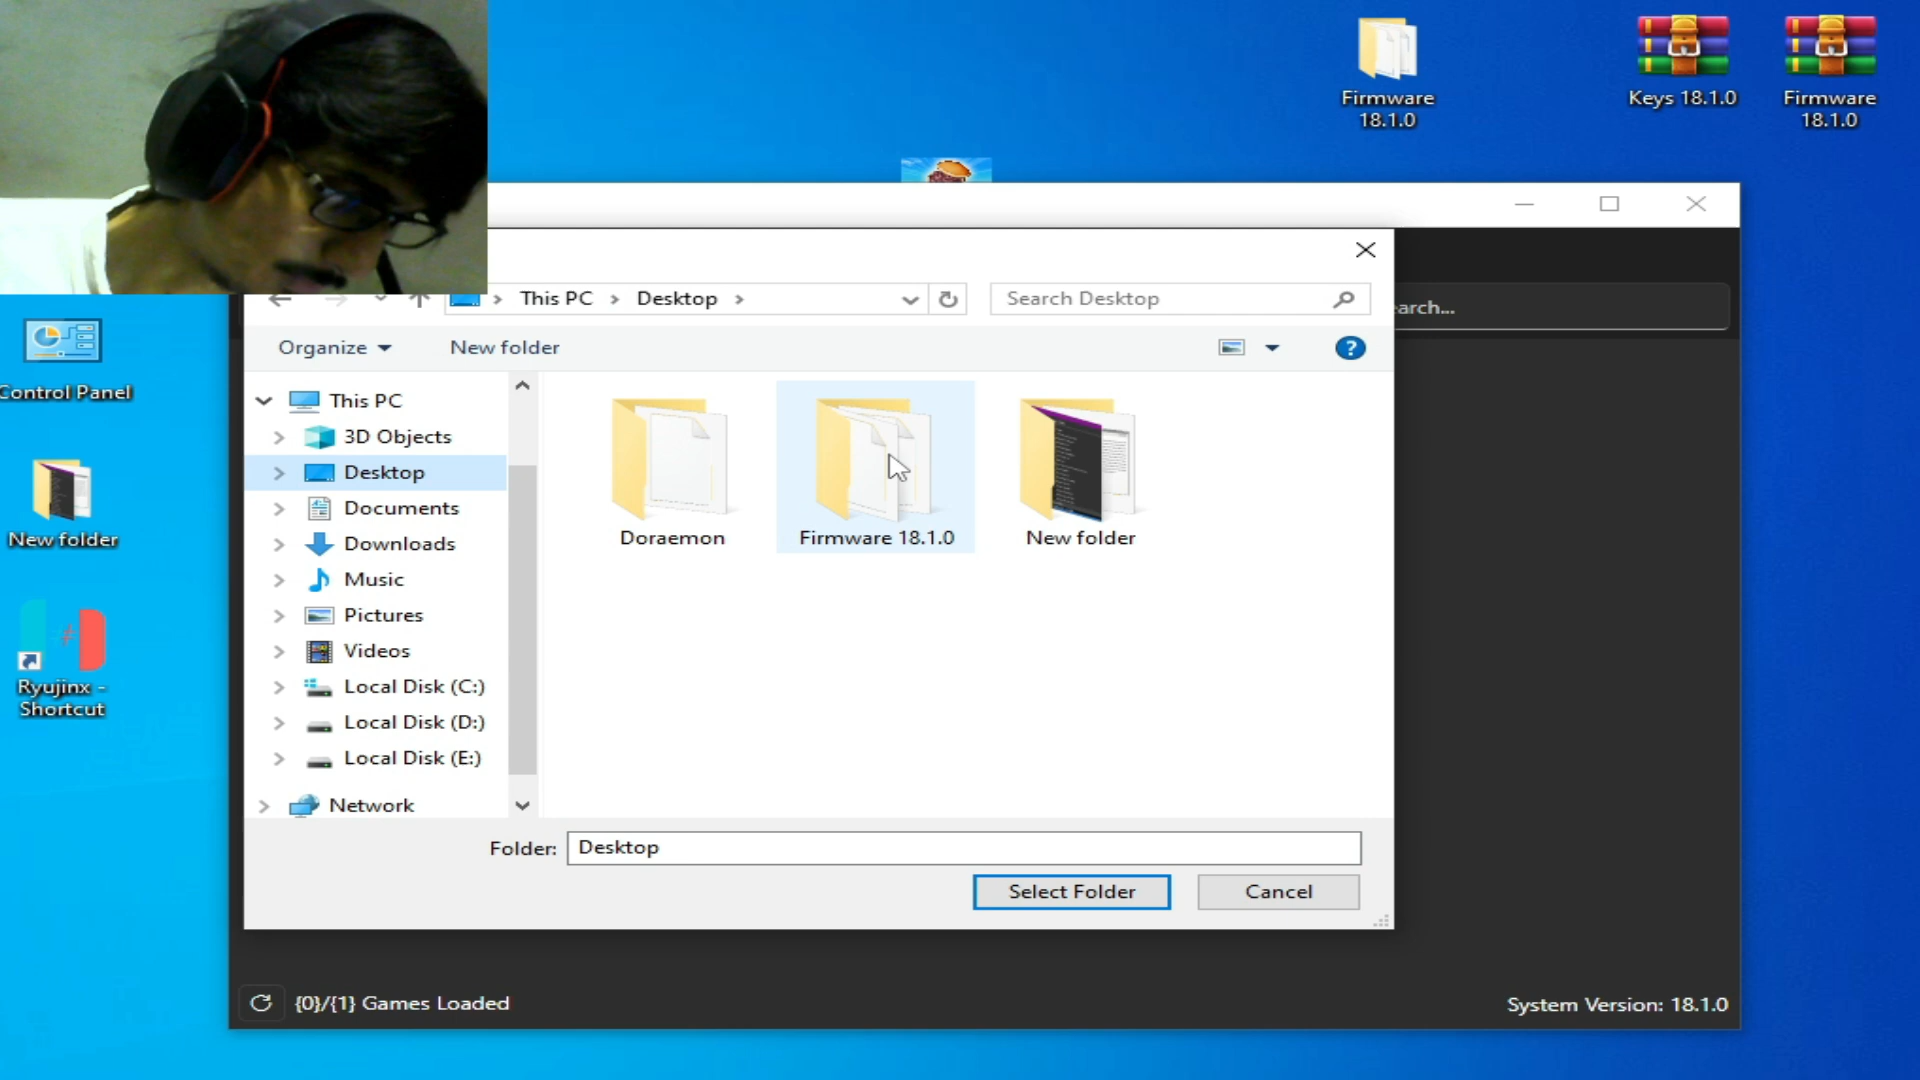 Firmware
18.1.0
Keys 18.1.0
Firmware
18.1.0
This PC
Desktop
Search Desktop
earch...
Organize
New folder
?
This PC
3D Objects
Desktop
Documents
Downloads
Music
Pictures
Videos
Local Disk (C:)
Local Disk (D:)
Local Disk (E:)
Network
Doraemon
Firmware 18.1.0
New folder
Folder:
Desktop
Select Folder
Cancel
{0}/{1} Games Loaded
System Version: 18.1.0
Control Panel
New folder
Ryujinx -
Shortcut